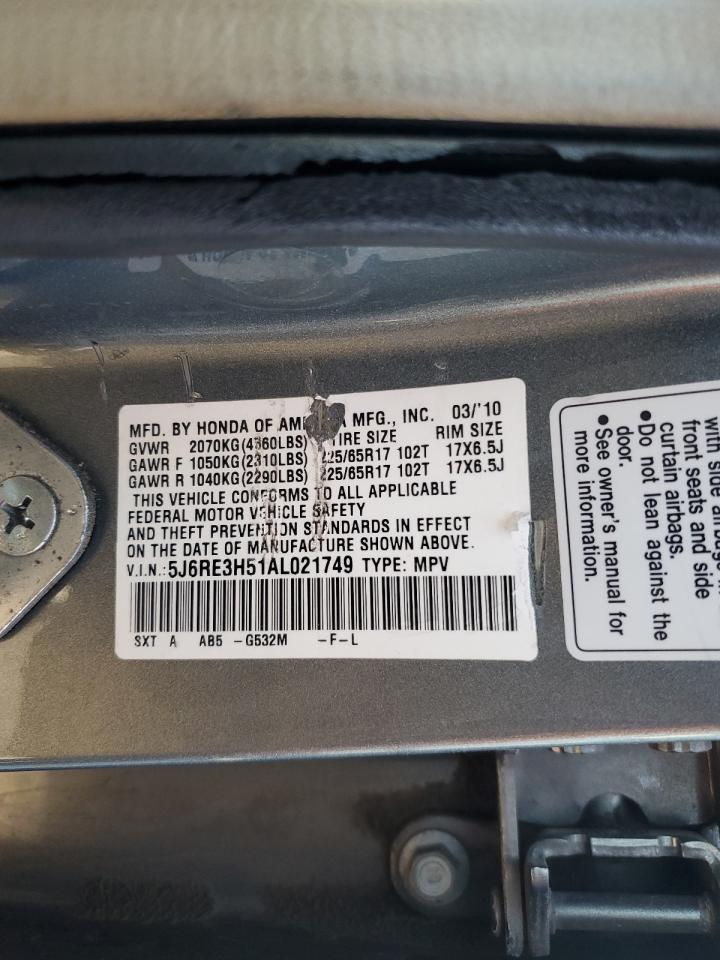 MFD. BY HONDA OF MFG., INC. 03/'10
GVWR 2070KG(4560LBS) TIRE SIZE RIM SIZE
GAWR F 1050KG(2310LBS) 225/65R17 102T 17X6.5J
GAWR R 1040KG(2290LBS) 225/65R17 102T 17X6.5J
THIS VEHICLE CONFORMS TO ALL APPLICABLE
FEDERAL MOTOR VEHICLE SAFETY
AND THEFT PREVENTION STANDARDS IN EFFECT
ON THE DATE OF MANUFACTURE SHOWN ABOVE.
V.I.N.:5J6RE3H51AL021749 TYPE: MPV
SXT A AB5 -G532M -F-L
with side
front seats and side
curtain airbags.
•Do not lean against the
door.
•See owner's manual for
more information.